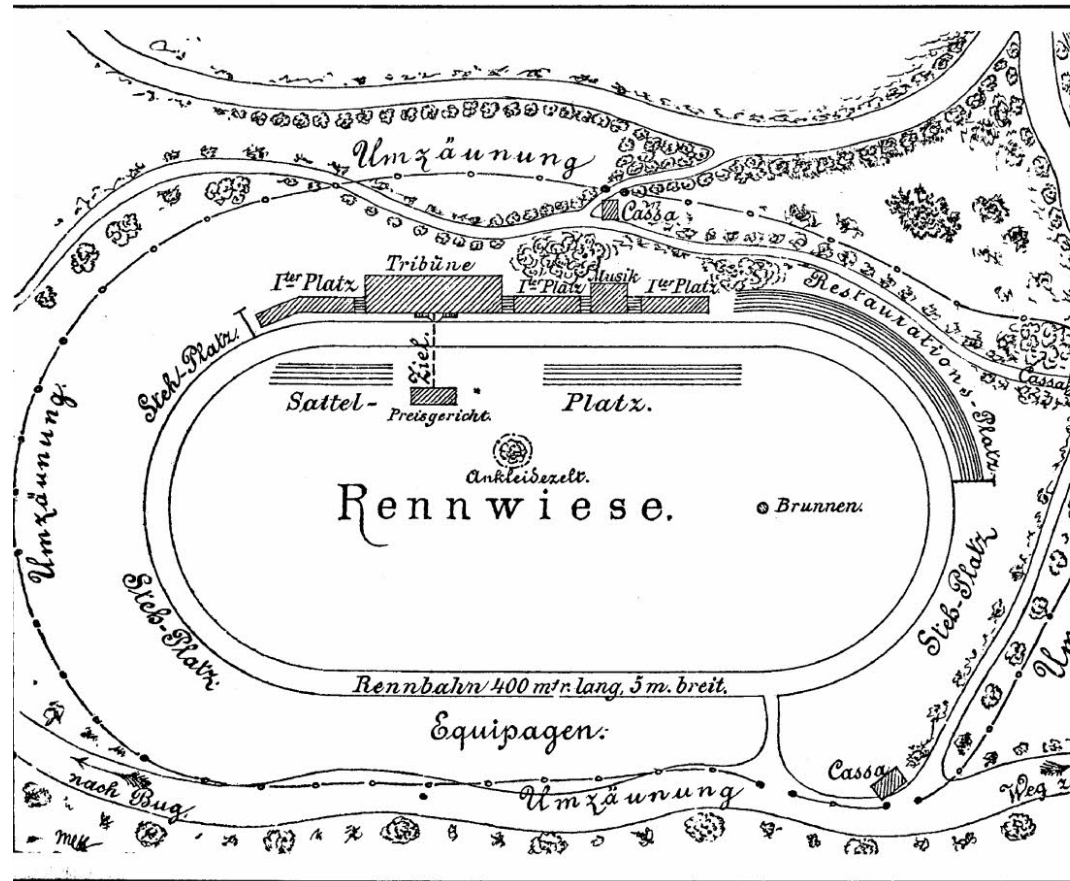 Umzäunung
Cassa
Tribüne
Iter Platz
Iter Platz
Musik
Iter Platz
Restaurations-Platz
Cassa
Steh-Platz.
Ziel.
Sattel-
Preisgericht.
Platz.
Umzäunung.
Ankleidezelt.
Rennwiese.
Brunnen.
Steh-Platz.
Steh-Platz
Um
Rennbahn 400 mtr. lang, 5 m. breit.
Equipagen.
Cassa
nach Bug.
Umzäunung
Weg z